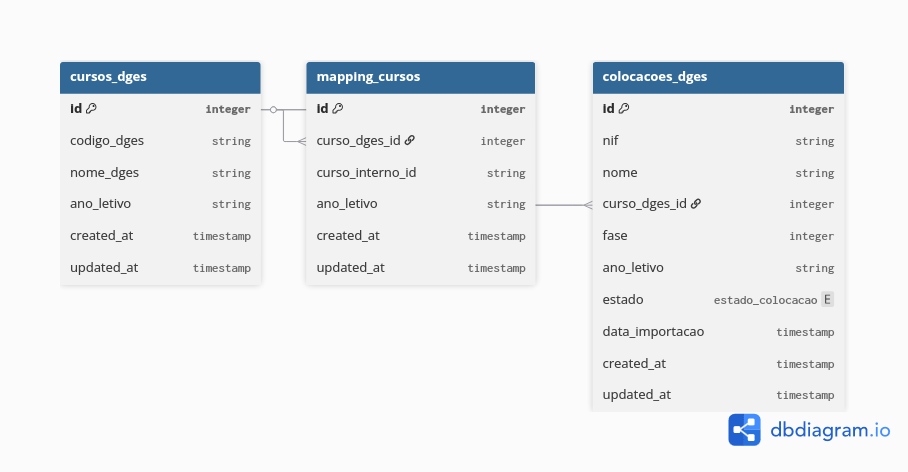 cursos_dges
id integer
codigo_dges string
nome_dges string
ano_letivo string
created_at timestamp
updated_at timestamp
mapping_cursos
id integer
curso_dges_id integer
curso_interno_id string
ano_letivo string
created_at timestamp
updated_at timestamp
colocacoes_dges
id integer
nif string
nome string
curso_dges_id integer
fase integer
ano_letivo string
estado estado_colocacao E
data_importacao timestamp
created_at timestamp
updated_at timestamp
dbdiagram.io